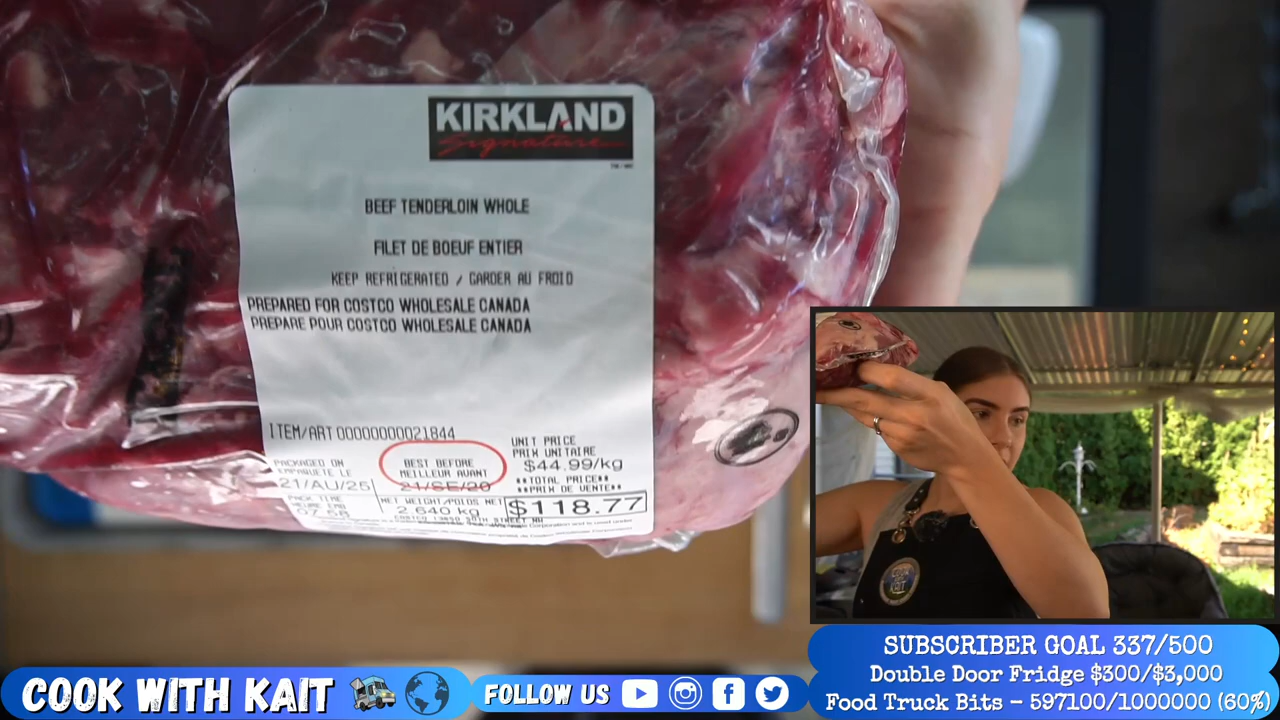 KIRKLAND
Signature
BEEF TENDERLOIN WHOLE
FILET DE BOEUF ENTIER
KEEP REFRIGERATED / GARDER AU FROID
PREPARED FOR COSTCO WHOLESALE CANADA
PREPARE POUR COSTCO WHOLESALE CANADA
ITEM/ART 00000000021844
PACKAGED ON
EMPAQUETE LE
21/AU/25
BEST BEFORE
MEILLEUR AVANT
21/SE/20
UNIT PRICE
PRIX UNITAIRE
$44.99/kg
**TOTAL PRICE**
**PRIX DE VENTE**
PACK TIME
NET WEIGHT/POIDS NET
2.640 kg
$118.77
SUBSCRIBER GOAL 337/500
Double Door Fridge $300/$3,000
Food Truck Bits - 597100/1000000 (60%)
COOK WITH KAIT
FOLLOW US